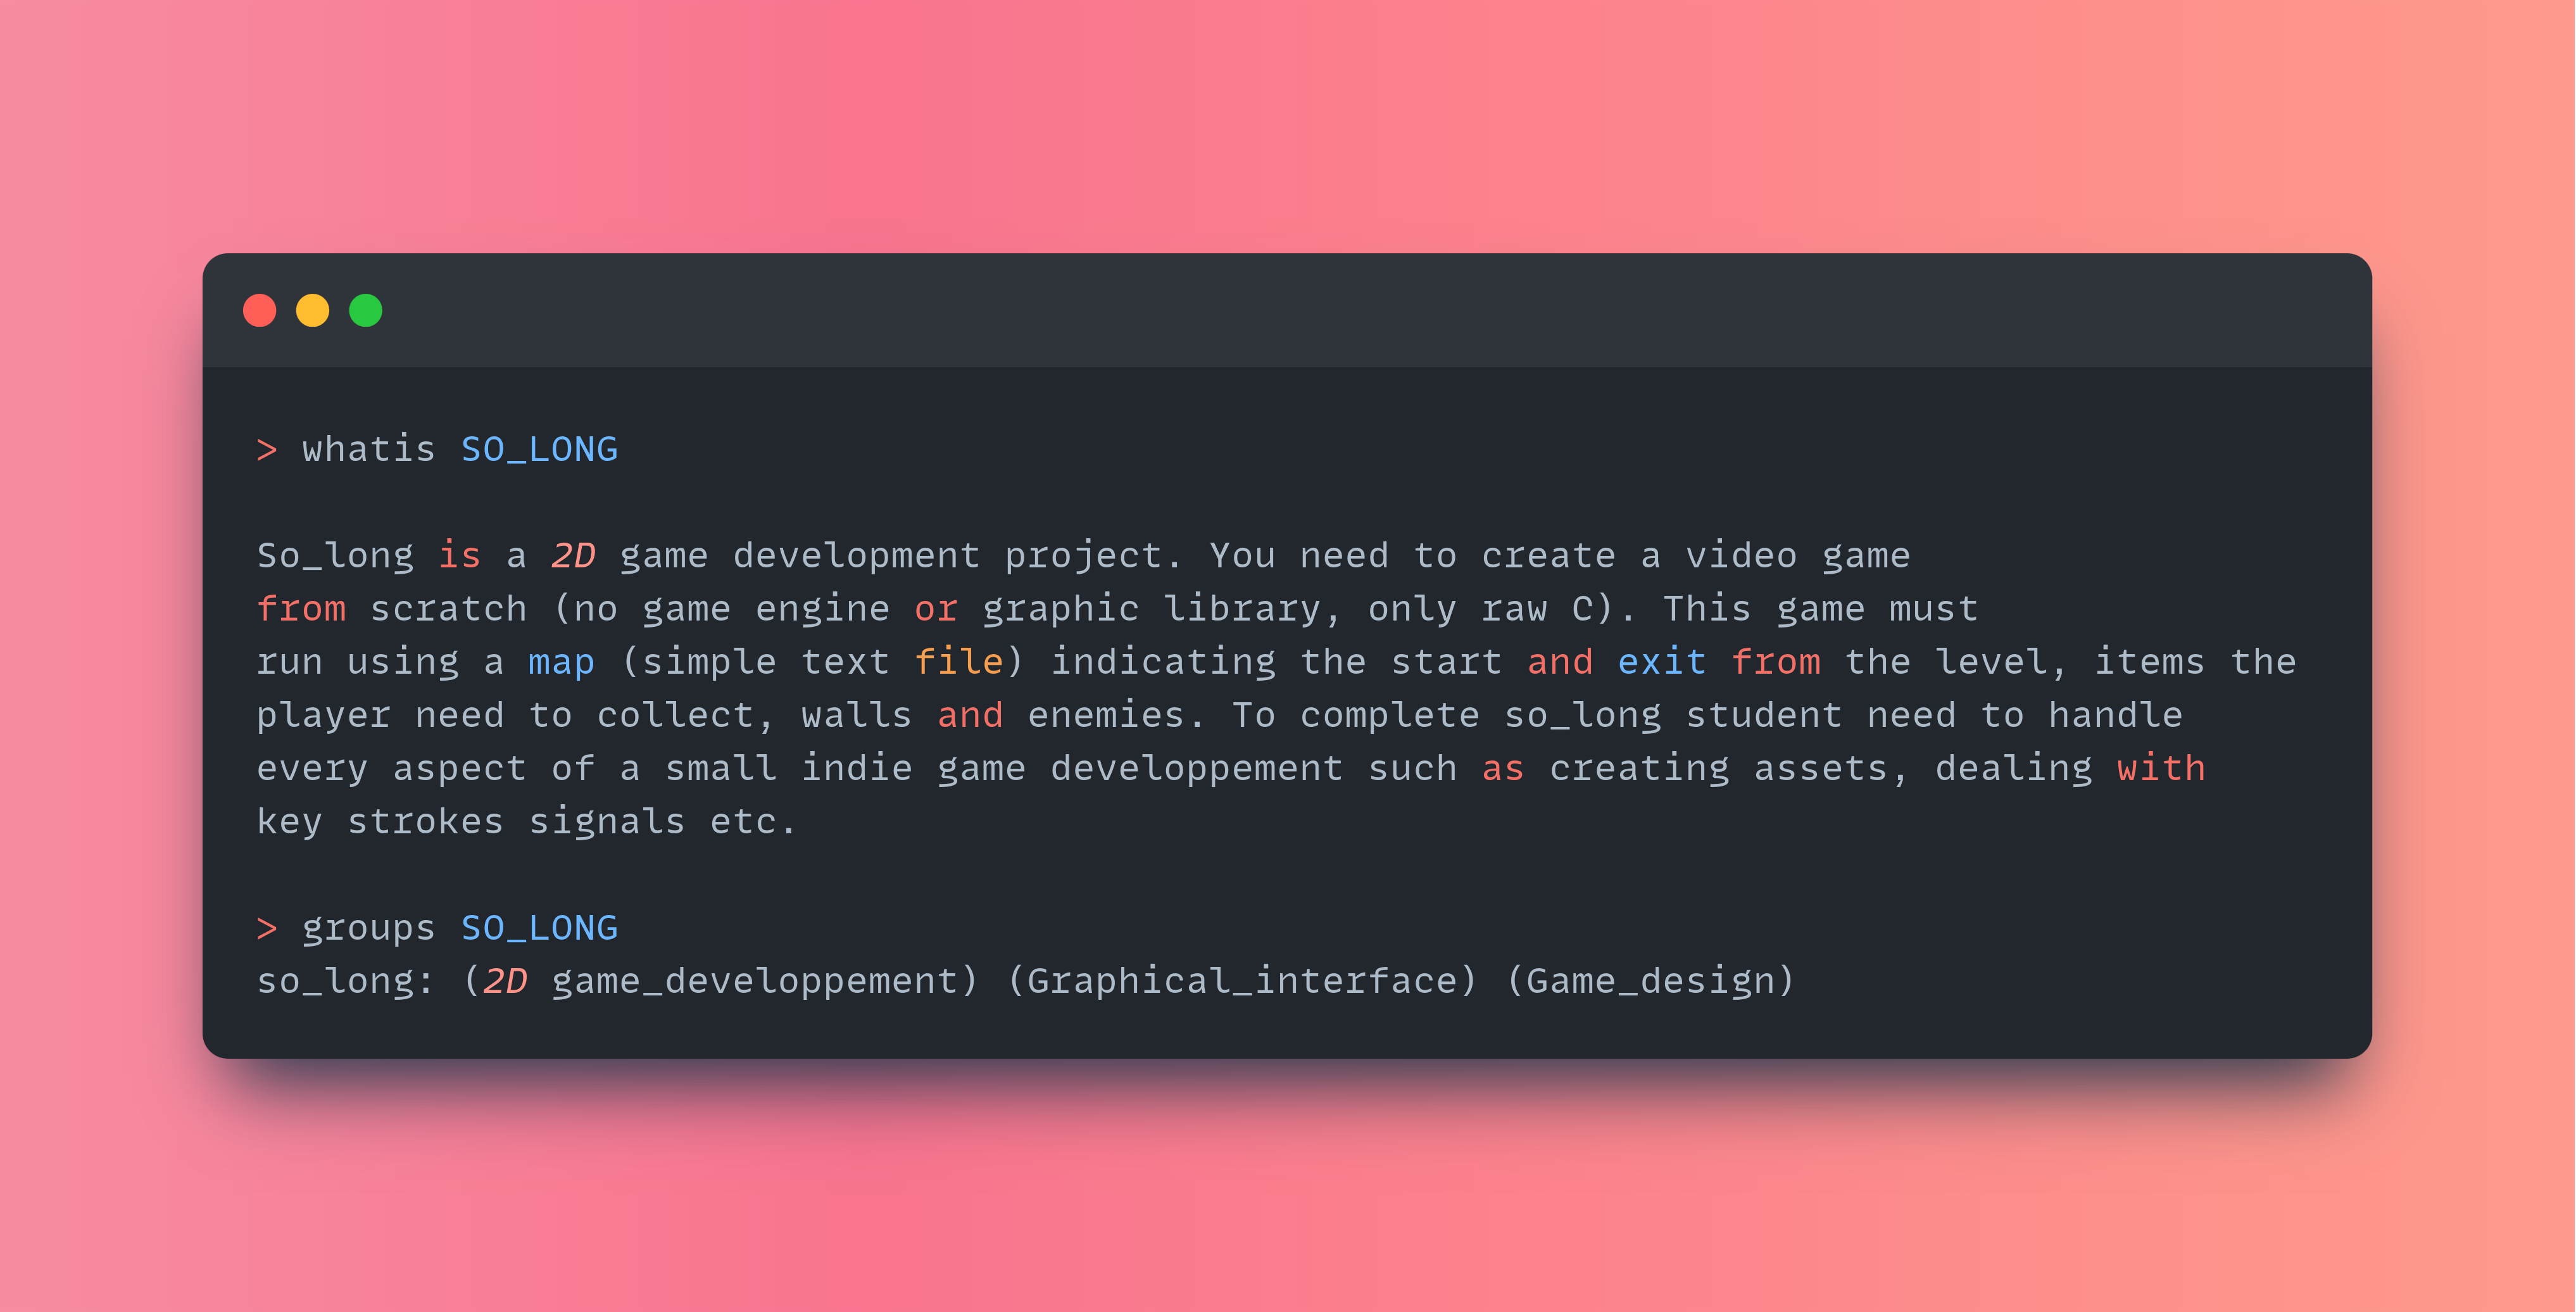 > whatis SO_LONG
So_long is a 2D game development project. You need to create a video game
from scratch (no game engine or graphic library, only raw C). This game must
run using a map (simple text file) indicating the start and exit from the level, items the
player need to collect, walls and enemies. To complete so_long student need to handle
every aspect of a small indie game developpement such as creating assets, dealing with
key strokes signals etc.
> groups SO_LONG
so_long: (2D game_developpement) (Graphical_interface) (Game_design)